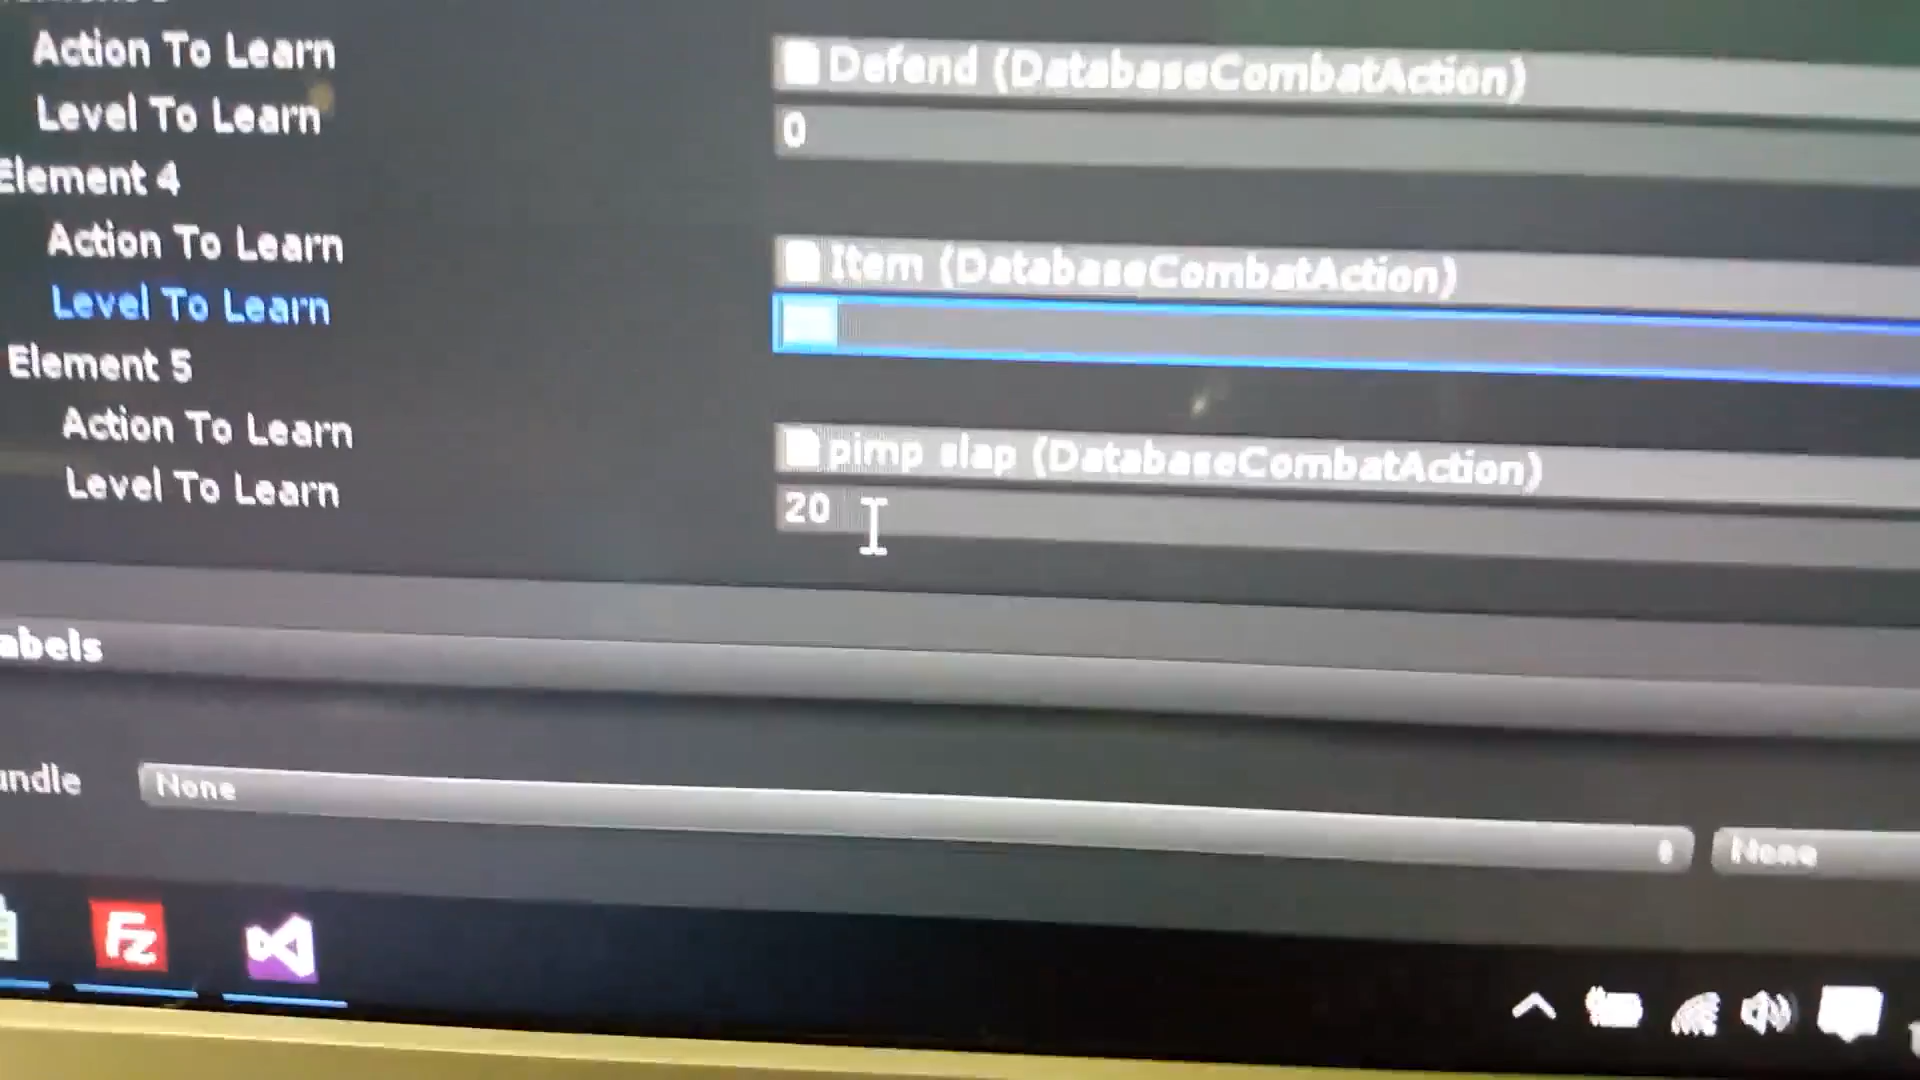 Action To Learn
Defend (DatabaseCombatAction)
Level To Learn
0
Element 4
Action To Learn
Item (DatabaseCombatAction)
Level To Learn
Element 5
Action To Learn
pimp slap (DatabaseCombatAction)
Level To Learn
20
abels
undle
None
None
Fz